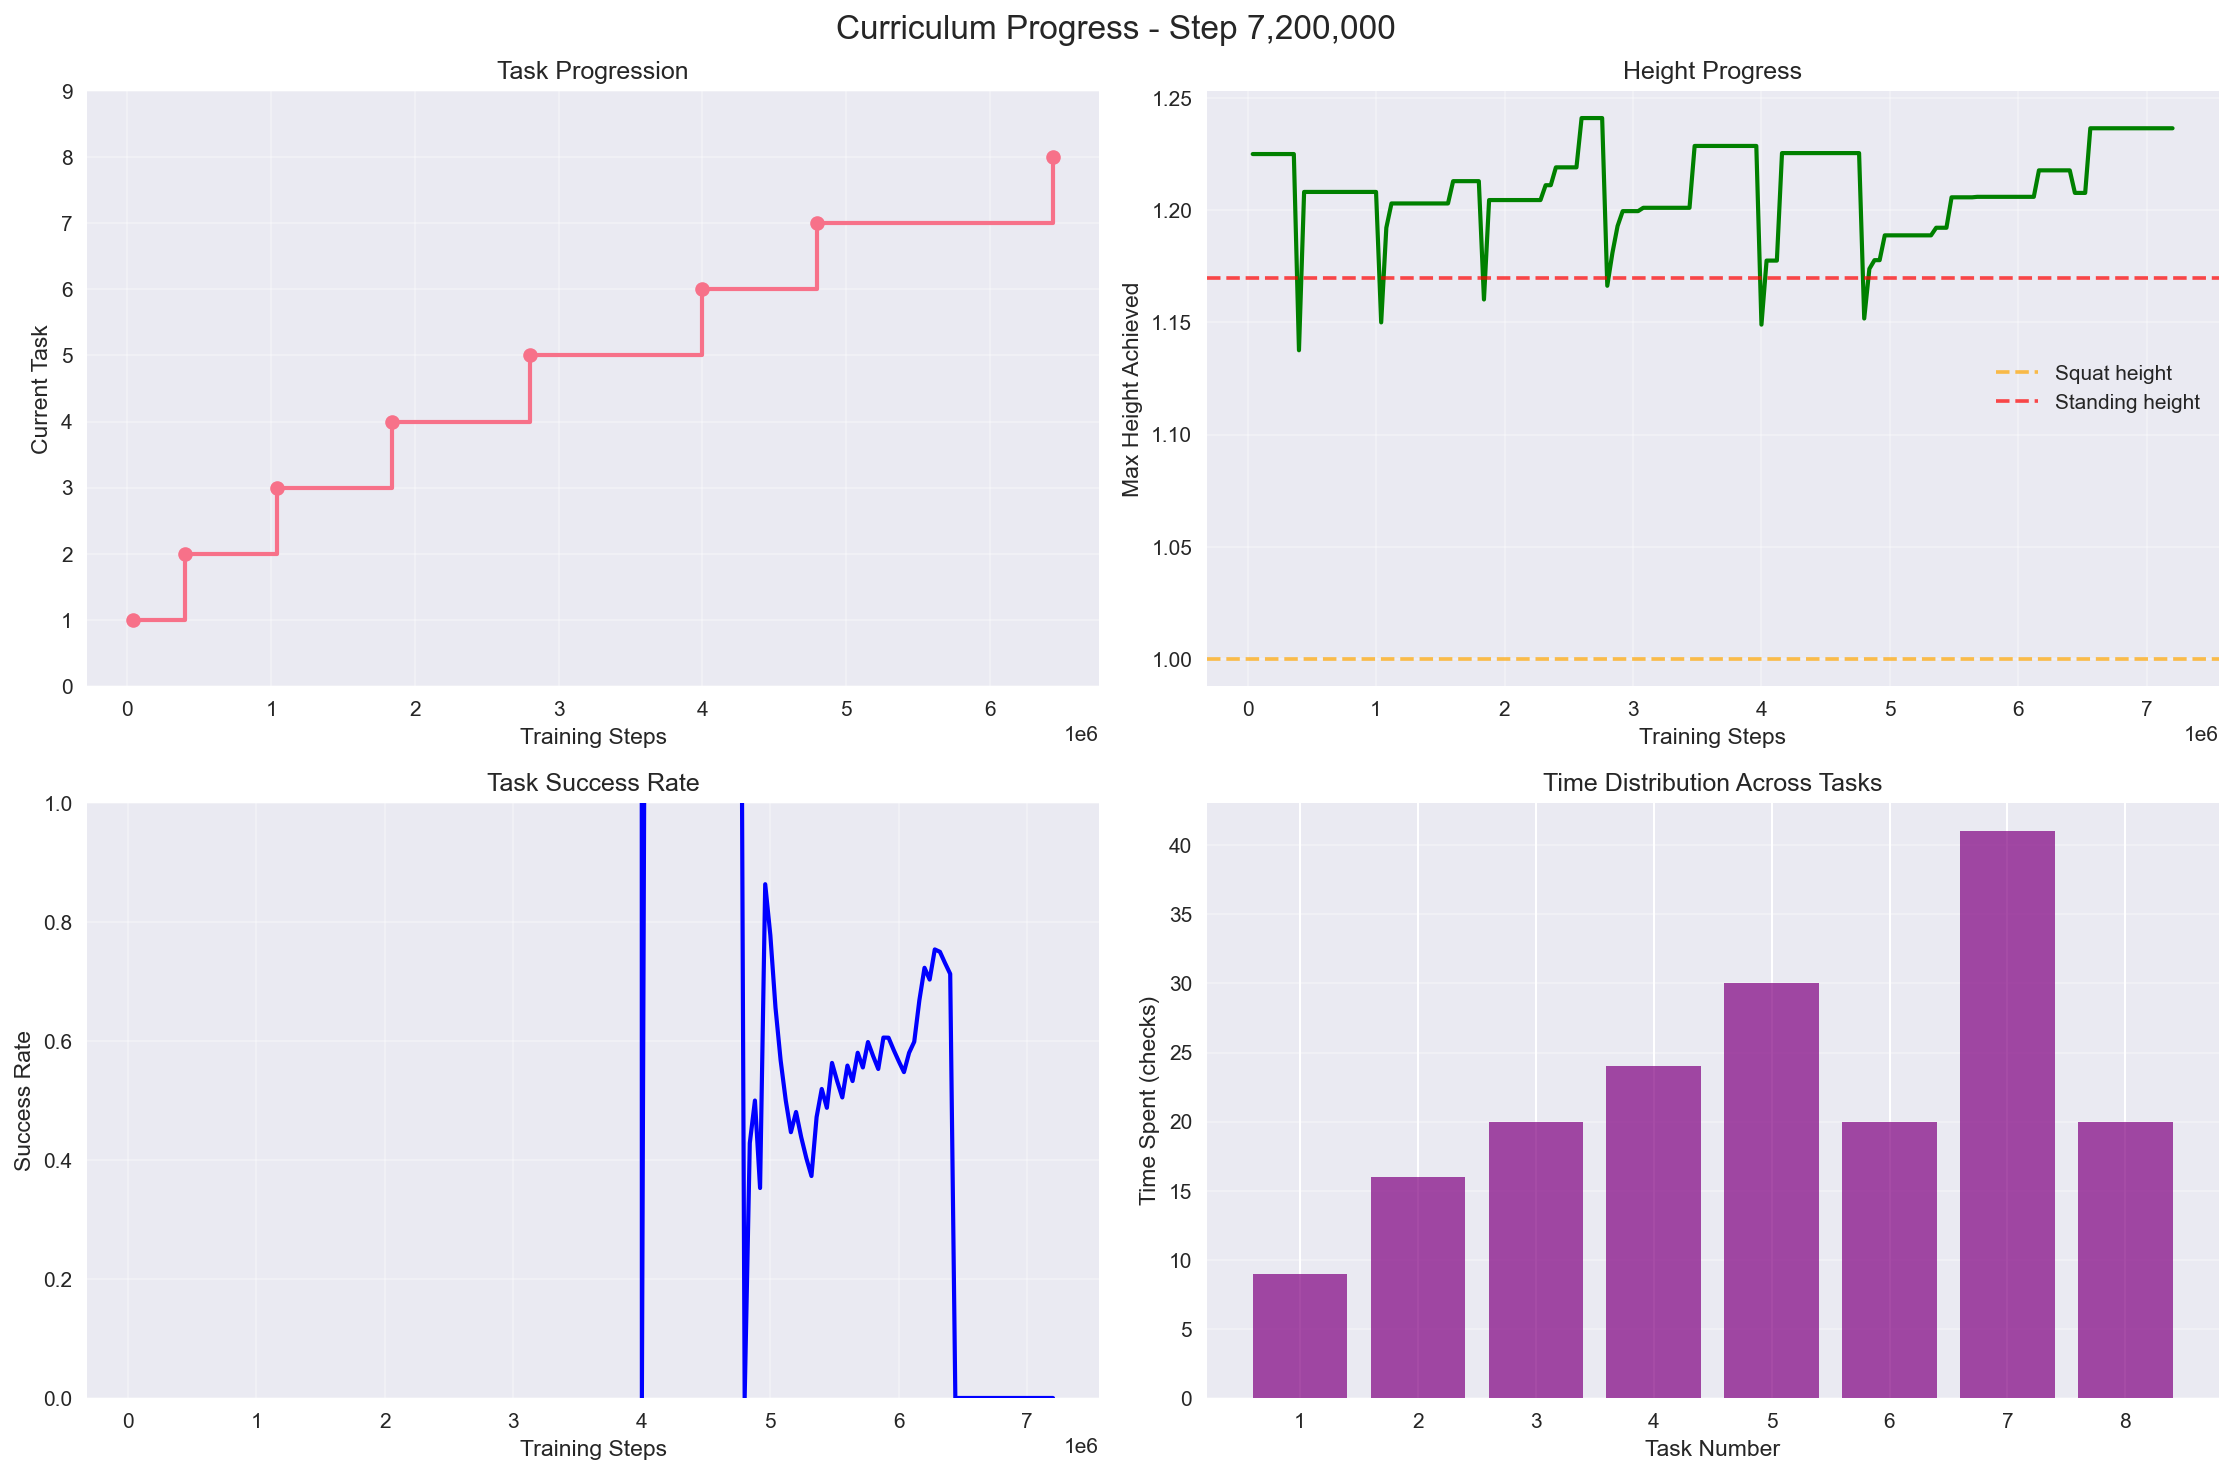 Curriculum Progress - Step 7,200,000
Task Progression
9
8
7
6
5
4
3
2
1
0
Current Task
0 1 2 3 4 5 6
1e6
Training Steps
Height Progress
1.25
1.20
1.15
1.10
1.05
1.00
Max Height Achieved
Squat height
Standing height
0 1 2 3 4 5 6 7
1e6
Training Steps
Task Success Rate
1.0
0.8
0.6
0.4
0.2
0.0
Success Rate
0 1 2 3 4 5 6 7
1e6
Training Steps
Time Distribution Across Tasks
40
35
30
25
20
15
10
5
0
Time Spent (checks)
1 2 3 4 5 6 7 8
Task Number